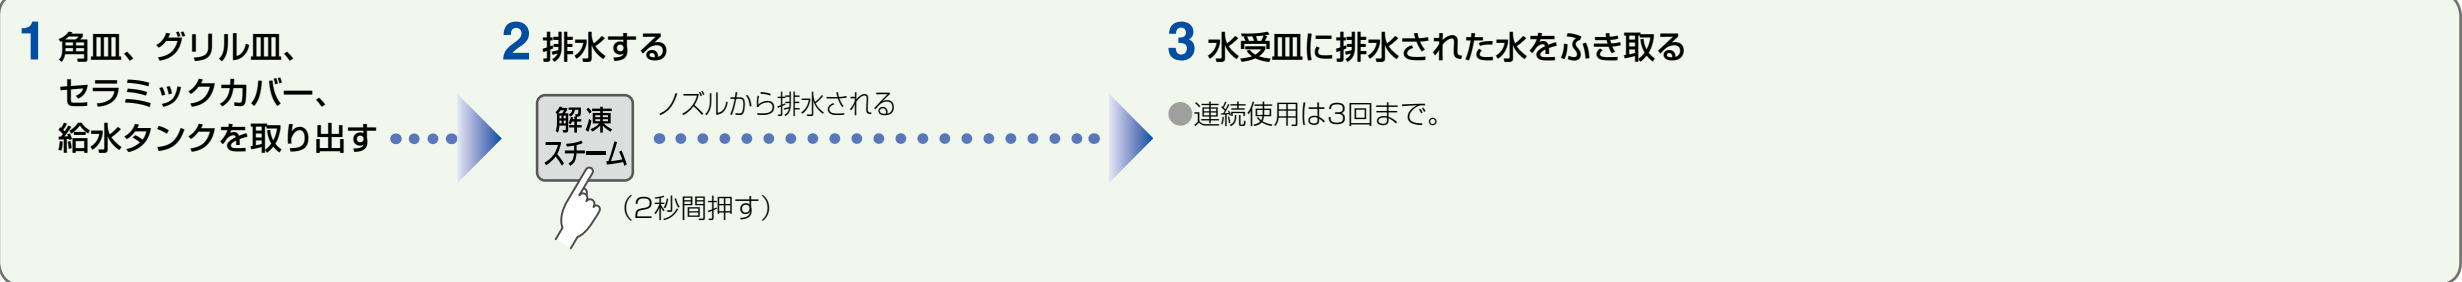 1 角皿、グリル皿、
セラミックカバー、
給水タンクを取り出す
2 排水する
解凍
スチーム
ノズルから排水される
（2秒間押す）
3 水受皿に排水された水をふき取る
●連続使用は3回まで。